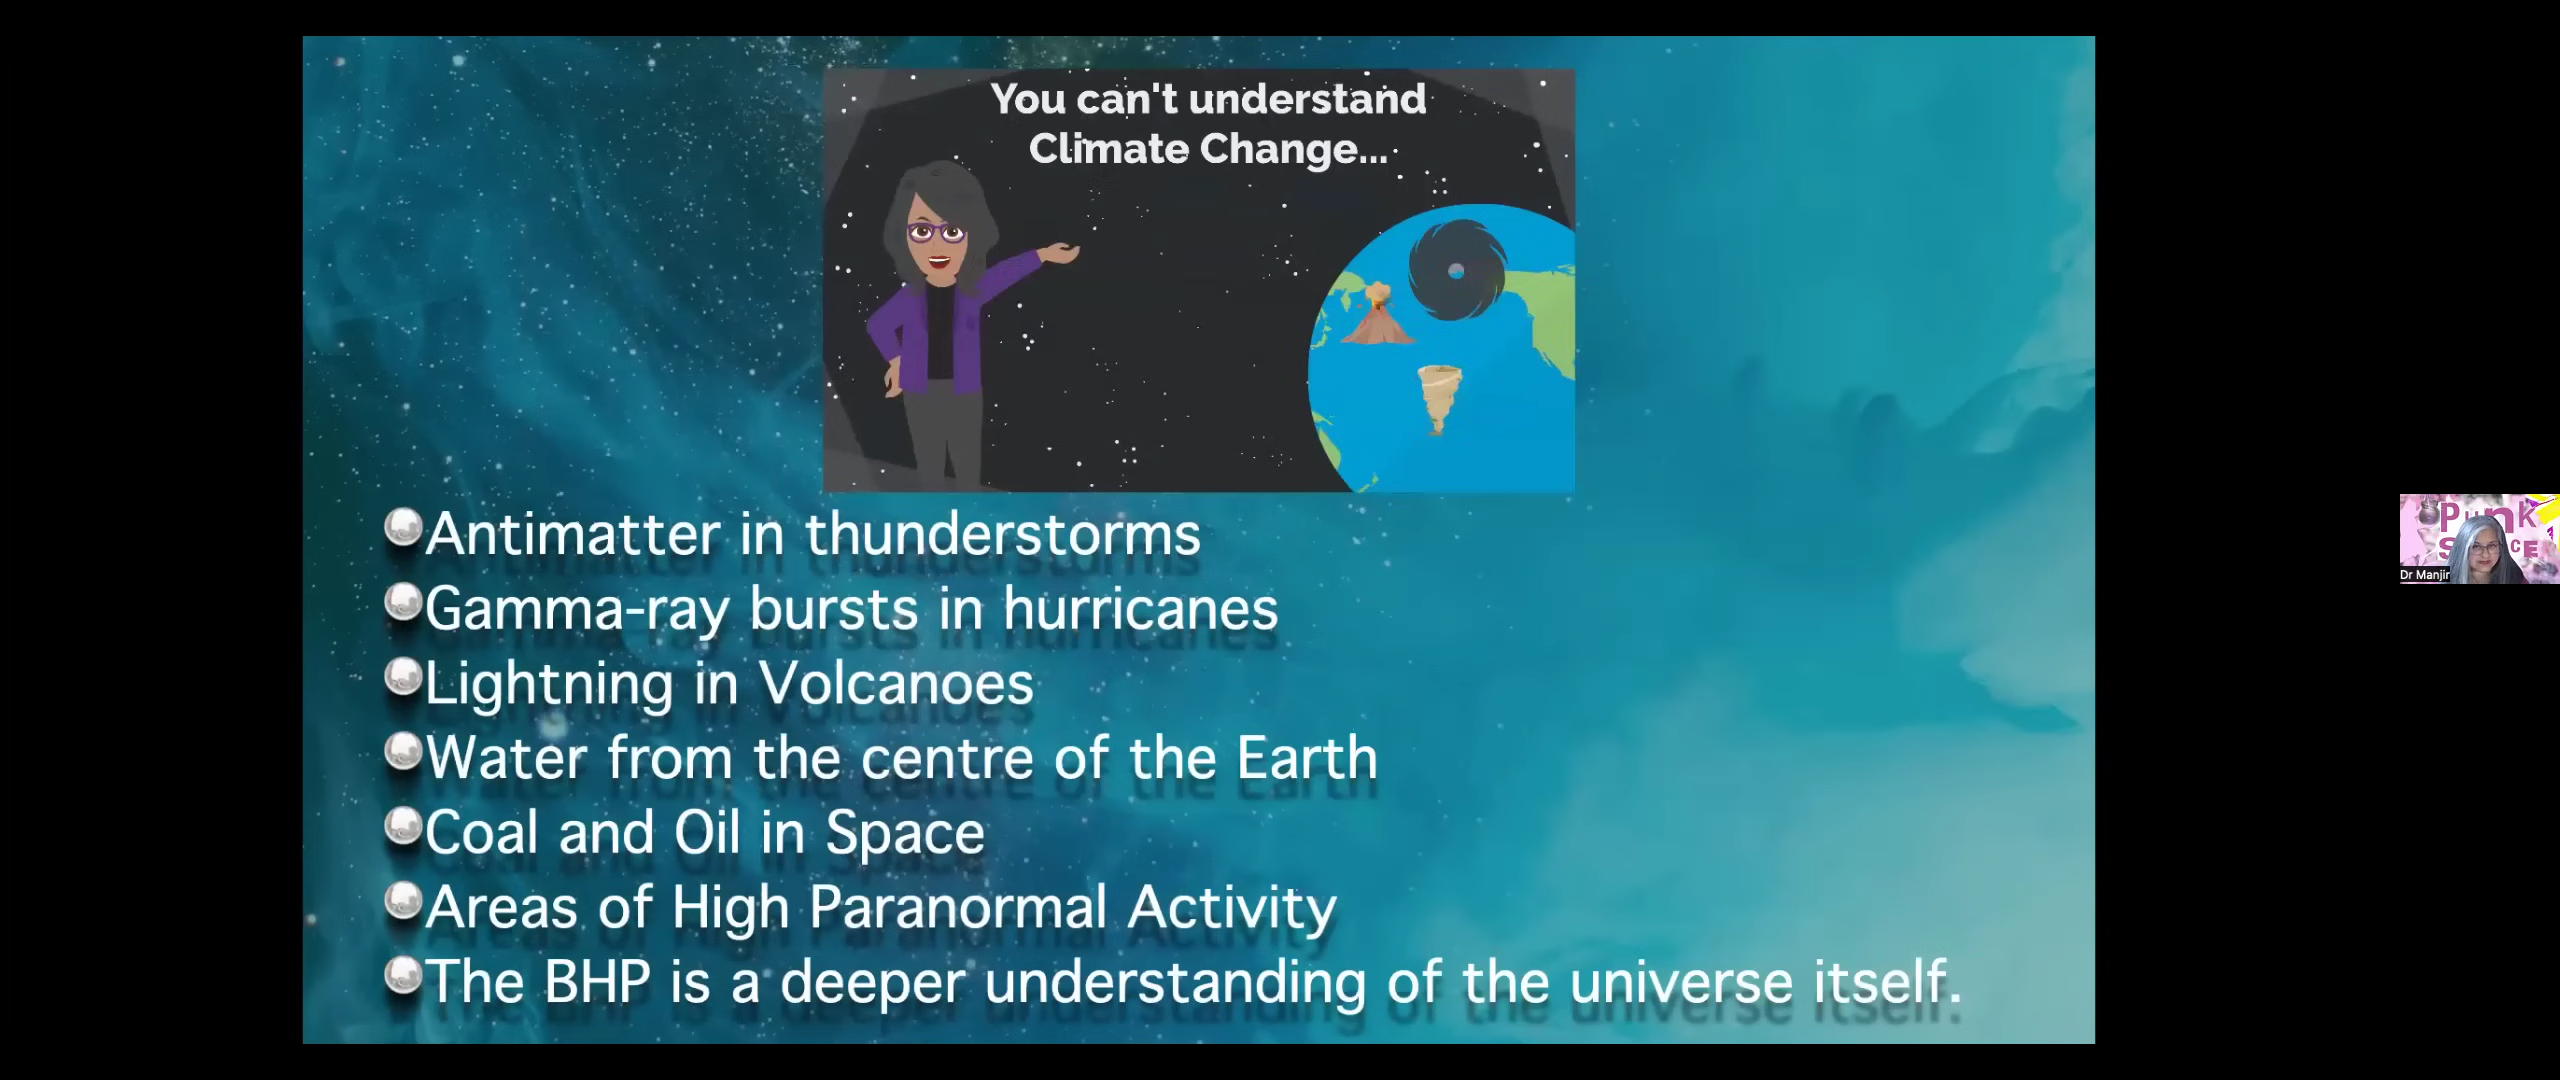 You can't understand
Climate Change...
Antimatter in thunderstorms
Gamma-ray bursts in hurricanes
Lightning in Volcanoes
Water from the centre of the Earth
Coal and Oil in Space
Areas of High Paranormal Activity
The BHP is a deeper understanding of the universe itself.
Punk
Dr Manjir